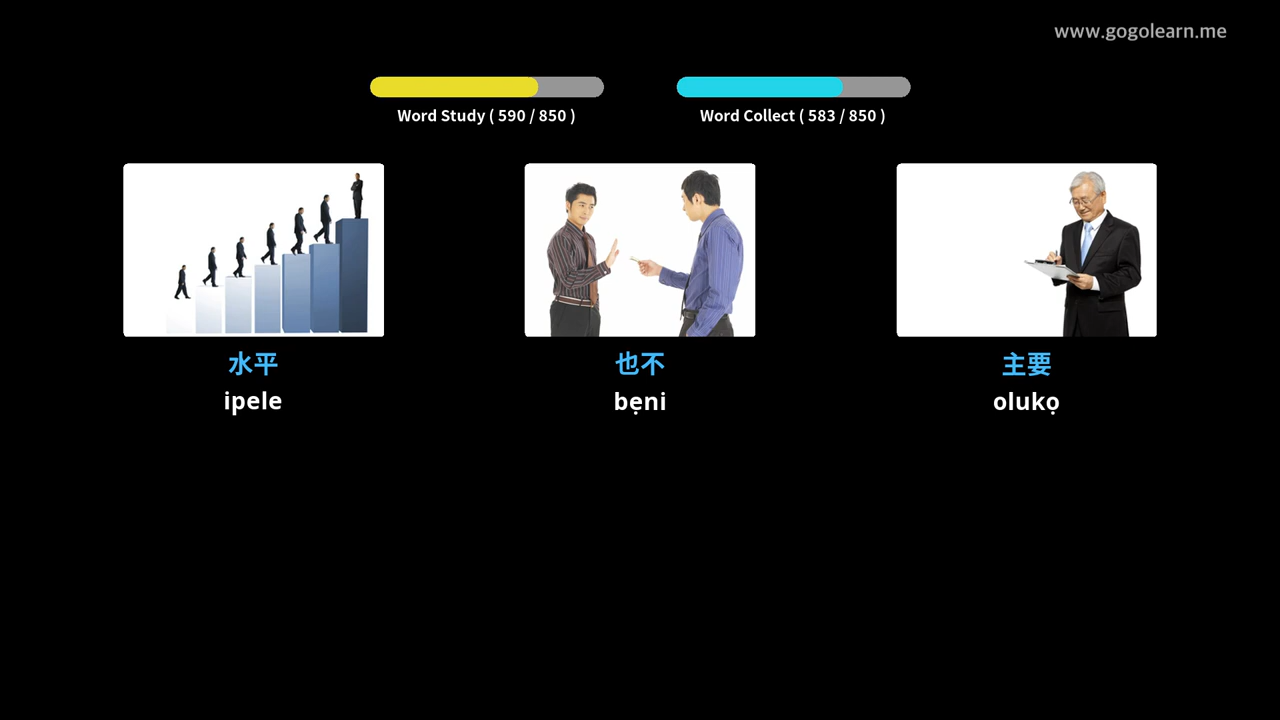 www.gogolearn.me
Word Study ( 590 / 850 )
Word Collect ( 583 / 850 )
水平
ipele
也不
bẹni
主要
olukọ